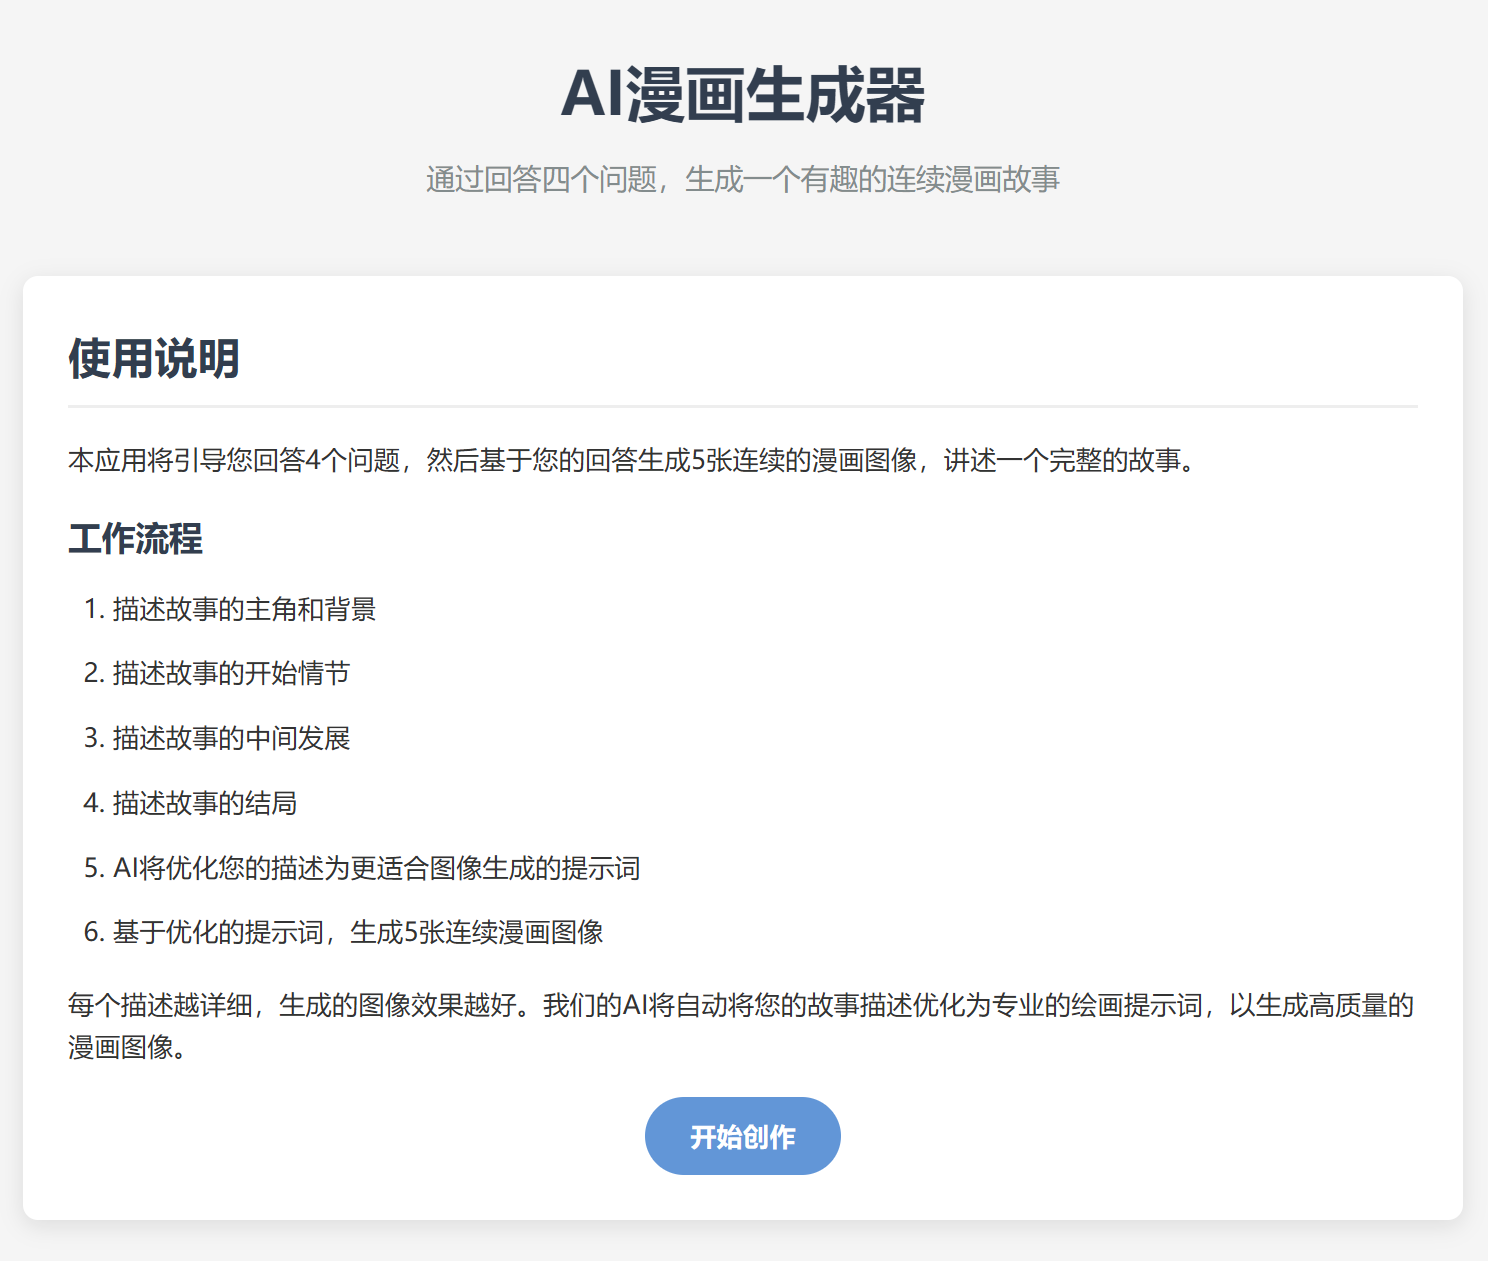 AI漫画生成器
通过回答四个问题，生成一个有趣的连续漫画故事
使用说明
本应用将引导您回答4个问题，然后基于您的回答生成5张连续的漫画图像，讲述一个完整的故事。
工作流程
1. 描述故事的主角和背景
2. 描述故事的开始情节
3. 描述故事的中间发展
4. 描述故事的结局
5. AI将优化您的描述为更适合图像生成的提示词
6. 基于优化的提示词，生成5张连续漫画图像
每个描述越详细，生成的图像效果越好。我们的AI将自动将您的故事描述优化为专业的绘画提示词，以生成高质量的
漫画图像。
开始创作